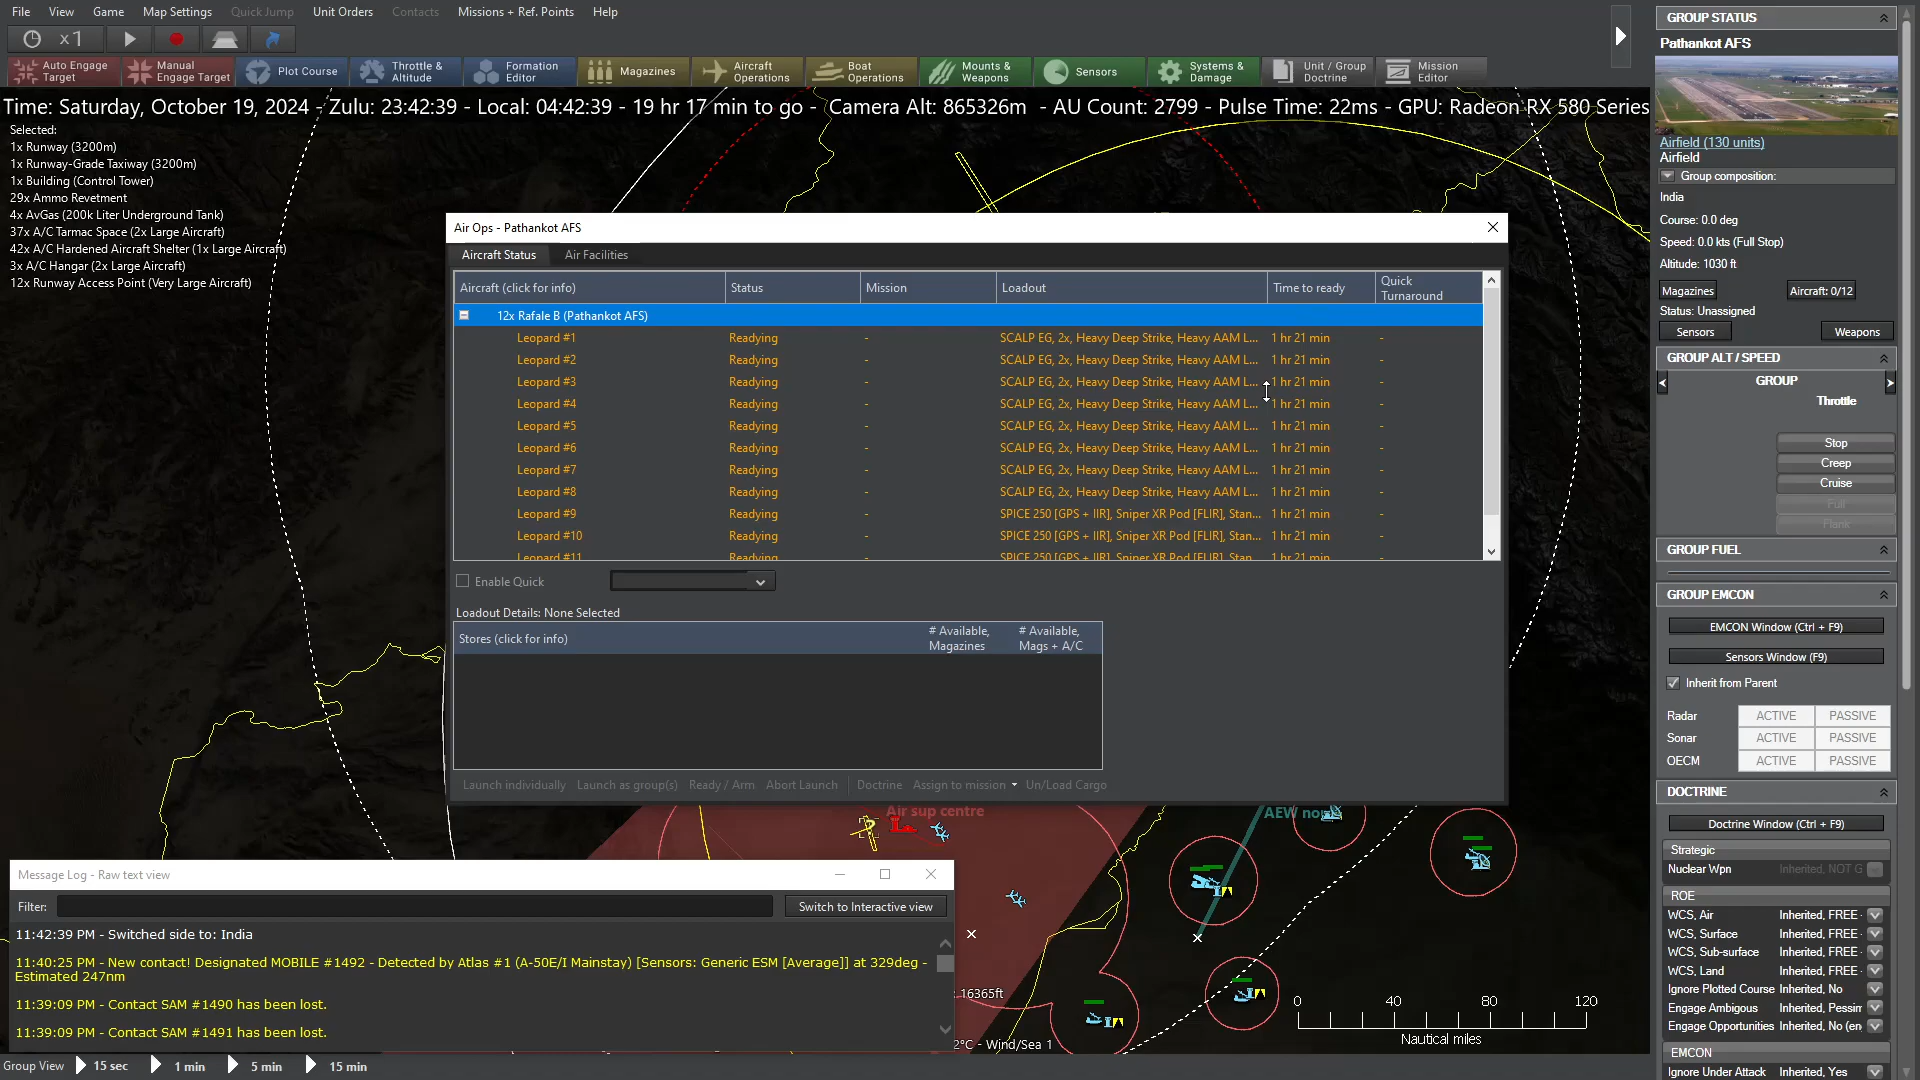 File View Game Map Settings Quick Jump Unit Orders Contacts Missions + Ref. Points Help
x1
Auto Engage Target
Manual Engage Target
Plot Course
Throttle & Altitude
Formation Editor
Magazines
Aircraft Operations
Boat Operations
Mounts & Weapons
Sensors
Systems & Damage
Unit / Group Doctrine
Mission Editor
Time: Saturday, October 19, 2024 - Zulu: 23:42:39 - Local: 04:42:39 - 19 hr 17 min to go - Camera Alt: 865326m - AU Count: 2799 - Pulse Time: 22ms - GPU: Radeon RX 580 Series
Selected:
1x Runway (3200m)
1x Runway-Grade Taxiway (3200m)
1x Building (Control Tower)
29x Ammo Revetment
4x AvGas (200k Liter Underground Tank)
37x A/C Tarmac Space (2x Large Aircraft)
42x A/C Hardened Aircraft Shelter (1x Large Aircraft)
3x A/C Hangar (2x Large Aircraft)
12x Runway Access Point (Very Large Aircraft)
Air Ops - Pathankot AFS
Aircraft Status Air Facilities
Aircraft (click for info) Status Mission Loadout Time to ready Quick Turnaround
12x Rafale B (Pathankot AFS)
Leopard #1 Readying - SCALP EG, 2x, Heavy Deep Strike, Heavy AAM L... 1 hr 21 min -
Leopard #2 Readying - SCALP EG, 2x, Heavy Deep Strike, Heavy AAM L... 1 hr 21 min -
Leopard #3 Readying - SCALP EG, 2x, Heavy Deep Strike, Heavy AAM L... 1 hr 21 min -
Leopard #4 Readying - SCALP EG, 2x, Heavy Deep Strike, Heavy AAM L... 1 hr 21 min -
Leopard #5 Readying - SCALP EG, 2x, Heavy Deep Strike, Heavy AAM L... 1 hr 21 min -
Leopard #6 Readying - SCALP EG, 2x, Heavy Deep Strike, Heavy AAM L... 1 hr 21 min -
Leopard #7 Readying - SCALP EG, 2x, Heavy Deep Strike, Heavy AAM L... 1 hr 21 min -
Leopard #8 Readying - SCALP EG, 2x, Heavy Deep Strike, Heavy AAM L... 1 hr 21 min -
Leopard #9 Readying - SPICE 250 [GPS + IIR], Sniper XR Pod [FLIR], Stan... 1 hr 21 min -
Leopard #10 Readying - SPICE 250 [GPS + IIR], Sniper XR Pod [FLIR], Stan... 1 hr 21 min -
Leopard #11 Readying - SPICE 250 [GPS + IIR], Sniper XR Pod [FLIR], Stan... 1 hr 21 min -
Enable Quick
Loadout Details: None Selected
Stores (click for info) # Available, Magazines # Available, Mags + A/C
Launch individually Launch as group(s) Ready / Arm Abort Launch Doctrine Assign to mission Un/Load Cargo
Air sup centre
AEW
16365ft
2°C - Wind/Sea 1
0 40 80 120
Nautical miles
Message Log - Raw text view
Filter: Switch to Interactive view
11:42:39 PM - Switched side to: India
11:40:25 PM - New contact! Designated MOBILE #1492 - Detected by Atlas #1 (A-50E/I Mainstay) [Sensors: Generic ESM [Average]] at 329deg -
Estimated 247nm
11:39:09 PM - Contact SAM #1490 has been lost.
11:39:09 PM - Contact SAM #1491 has been lost.
Group View 15 sec 1 min 5 min 15 min
GROUP STATUS
Pathankot AFS
Airfield (130 units)
Airfield
Group composition:
India
Course: 0.0 deg
Speed: 0.0 kts (Full Stop)
Altitude: 1030 ft
Magazines Aircraft: 0/12
Status: Unassigned
Sensors Weapons
GROUP ALT / SPEED
GROUP
Throttle
Stop
Creep
Cruise
Full
Flank
GROUP FUEL
GROUP EMCON
EMCON Window (Ctrl + F9)
Sensors Window (F9)
Inherit from Parent
Radar ACTIVE PASSIVE
Sonar ACTIVE PASSIVE
OECM ACTIVE PASSIVE
DOCTRINE
Doctrine Window (Ctrl + F9)
Strategic
Nuclear Wpn Inherited, NOT G
ROE
WCS, Air Inherited, FREE
WCS, Surface Inherited, FREE
WCS, Sub-surface Inherited, FREE
WCS, Land Inherited, FREE
Ignore Plotted Course Inherited, No
Engage Ambiguous Inherited, Pessim
Engage Opportunities Inherited, No (en
EMCON
Ignore Under Attack Inherited, Yes